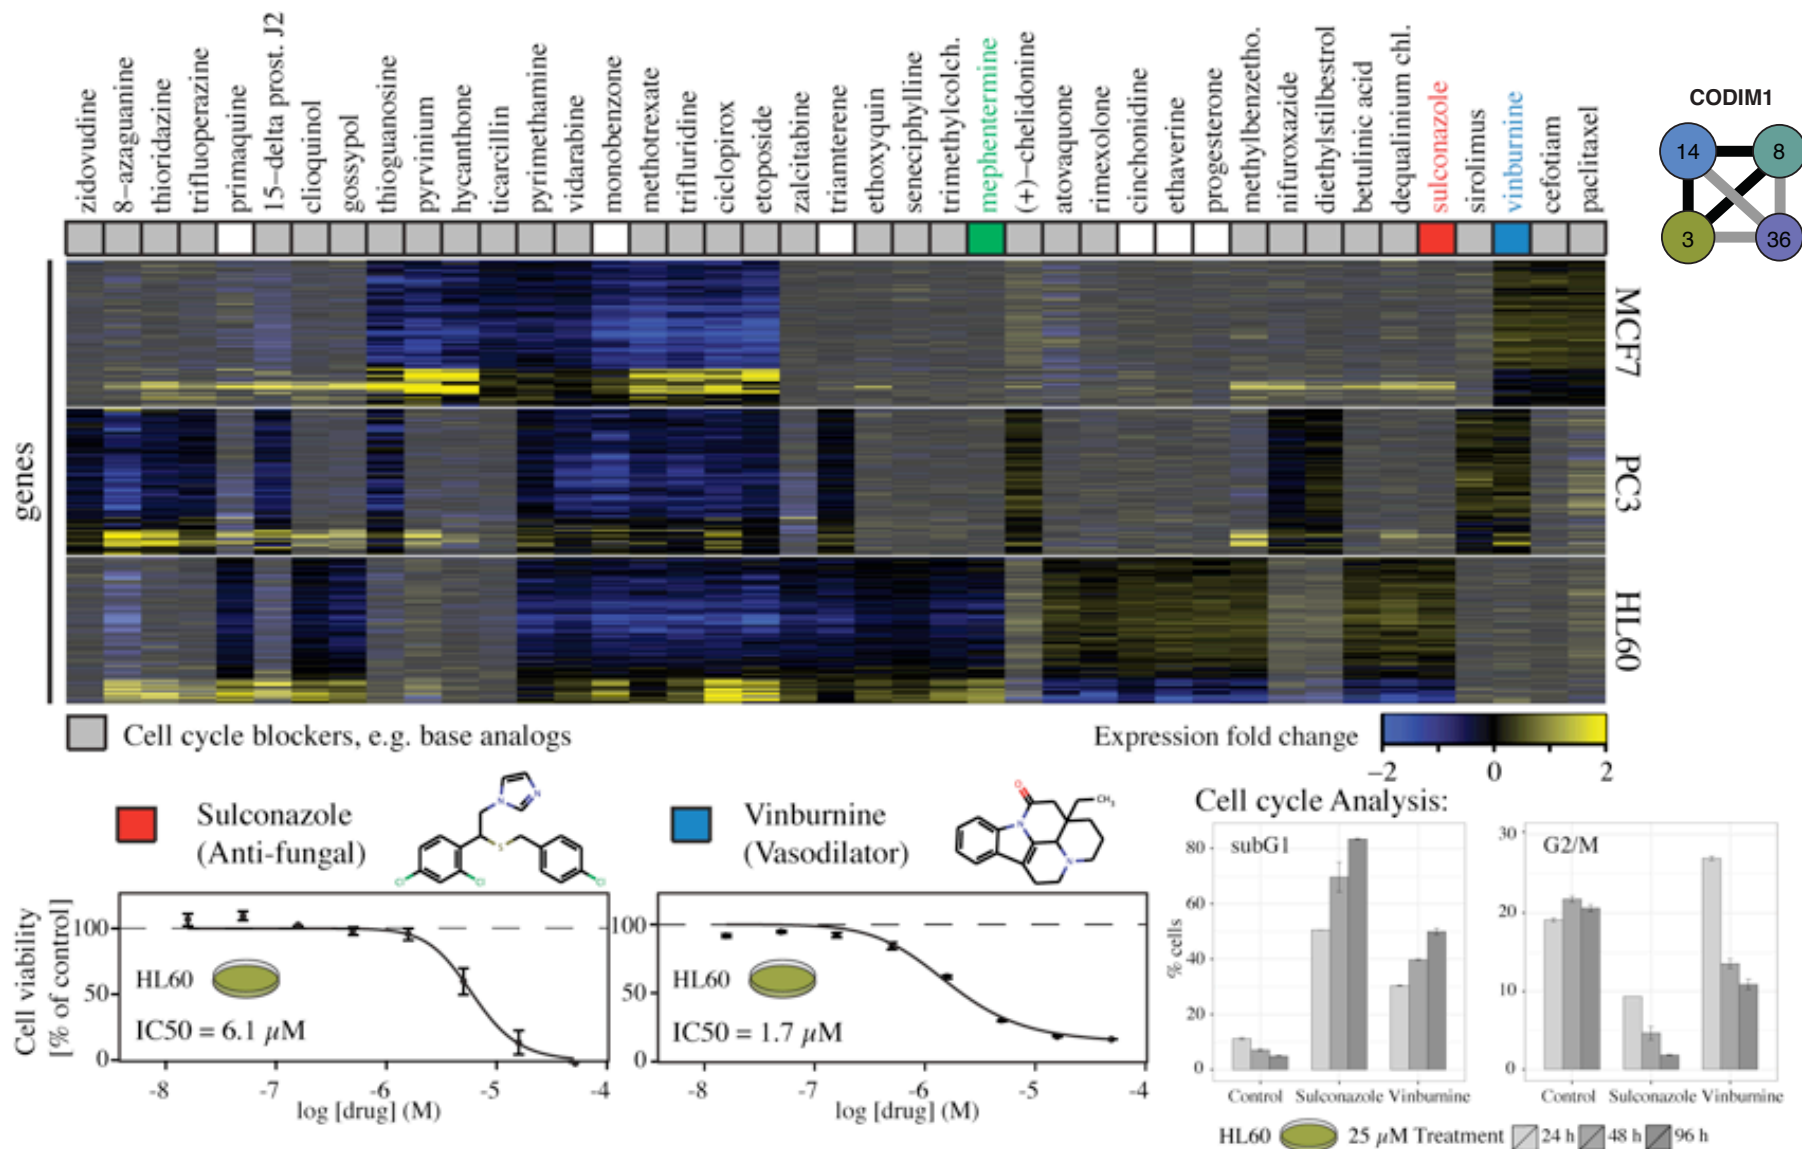 zidovudine
8-azaguanine
thioridazine
trifluoperazine
primaquine
15-delta prost. J2
clioquinol
gossypol
thioguanosine
pyrvinium
hycanthone
ticarcillin
pyrimethamine
vidarabine
monobenzone
methotrexate
trifluridine
ciclopirox
etoposide
zalcitabine
triamterene
ethoxyquin
seneciphylline
trimethylcolch.
mephentermine
(+)-chelidonine
atovaquone
rimexolone
cinchonidine
ethaverine
progesterone
methylbenzetho.
nifuroxazide
diethylstilbestrol
betulinic acid
dequalinium chl.
sulconazole
sirolimus
vinburnine
cefotiam
paclitaxel
CODIM1
14
8
3
36
genes
MCF7
PC3
HL60
Cell cycle blockers, e.g. base analogs
Expression fold change
-2
0
2
Sulconazole
(Anti-fungal)
N
N
S
Cl
Cl
Cl
Vinburnine
(Vasodilator)
O
N
N
CH3
Cell cycle Analysis:
Cell viability
[% of control]
100
50
0
HL60
IC50 = 6.1 µM
-8
-7
-6
-5
-4
log [drug] (M)
100
50
0
HL60
IC50 = 1.7 µM
-8
-7
-6
-5
-4
log [drug] (M)
% cells
80
60
40
20
0
subG1
Control
Sulconazole
Vinburnine
30
20
10
0
G2/M
Control
Sulconazole
Vinburnine
HL60
25 µM Treatment
24 h
48 h
96 h